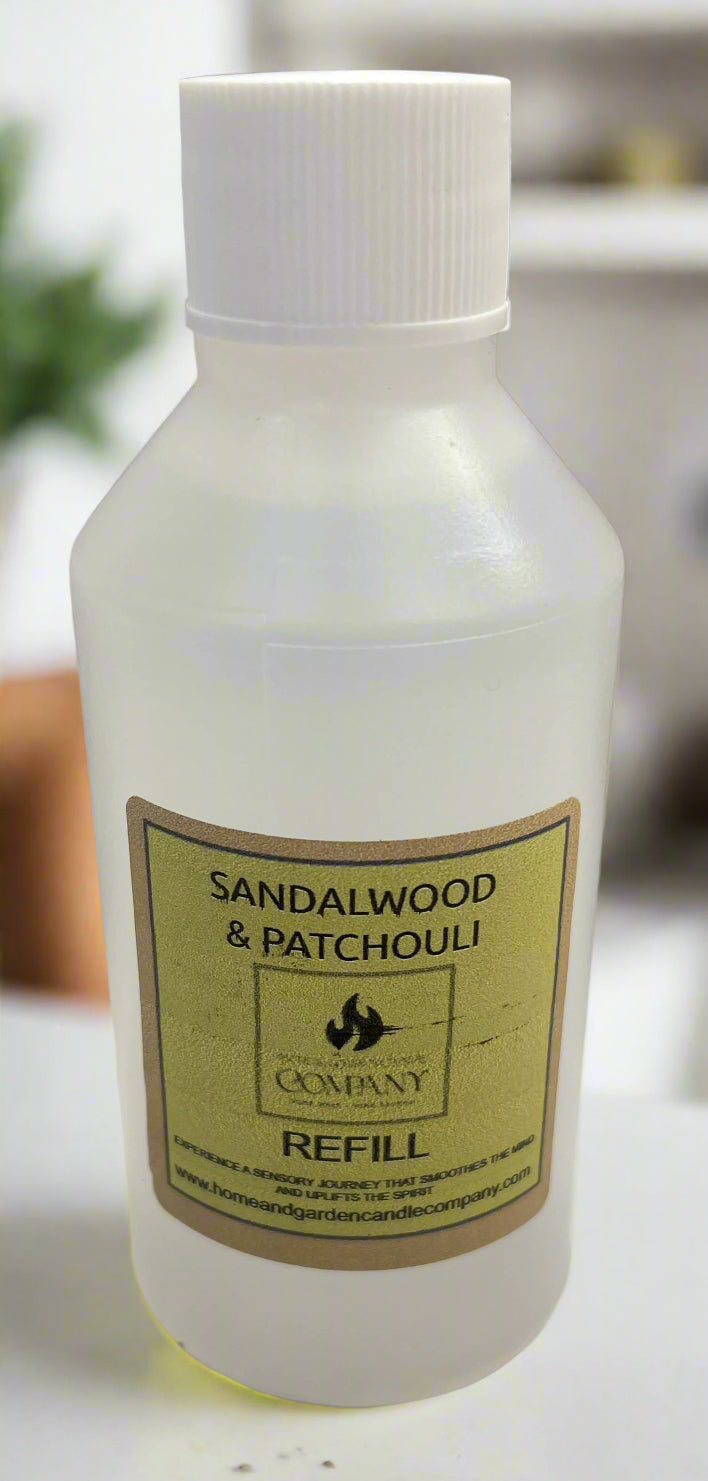 SANDALWOOD
& PATCHOULI
COMPANY
REFILL
EXPERIENCE A SENSORY JOURNEY THAT SMOOTHES THE MIND
AND UPLIFTS THE SPIRIT
www.homeandgardencandlecompany.com